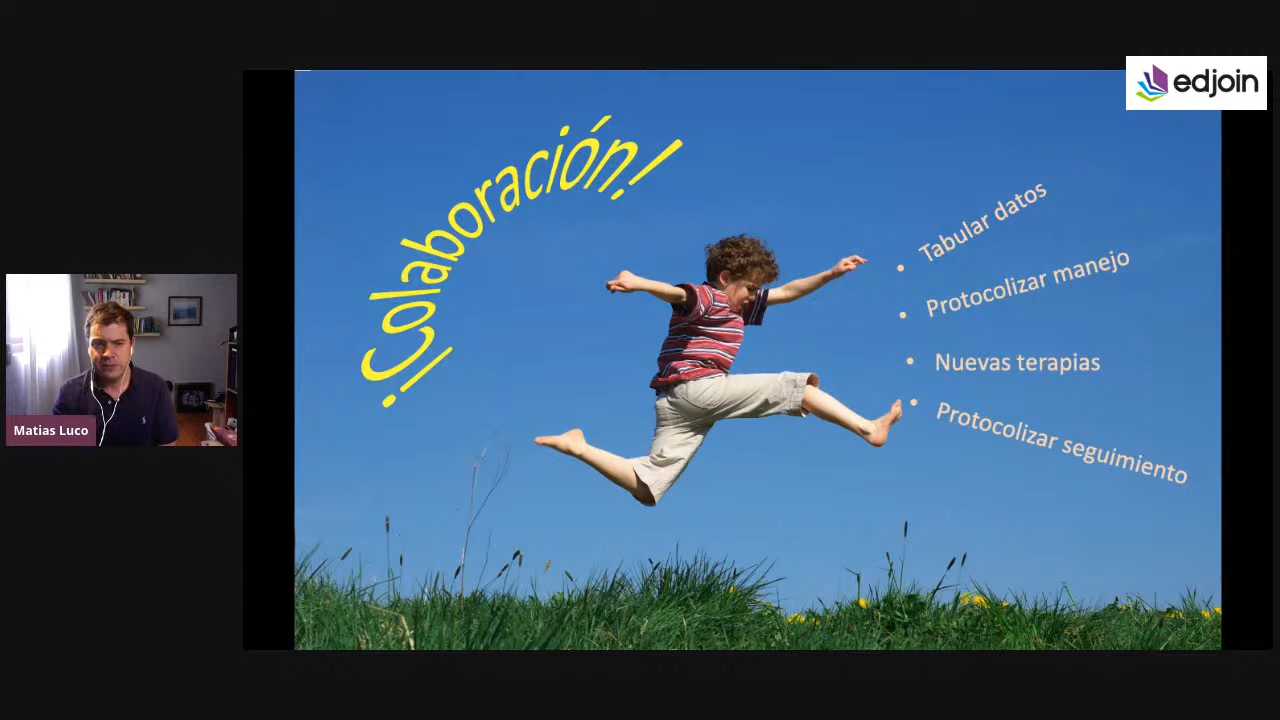 edjoin
¡Colaboración!
Tabular datos
Protocolizar manejo
Nuevas terapias
Protocolizar seguimiento
Matias Luco